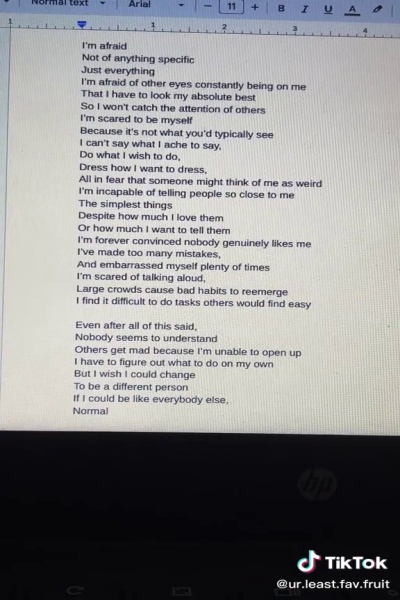 Normal text
Arial
11
B I U A
1
1 2 3 4
I'm afraid
Not of anything specific
Just everything
I'm afraid of other eyes constantly being on me
That I have to look my absolute best
So I won't catch the attention of others
I'm scared to be myself
Because it's not what you'd typically see
I can't say what I ache to say,
Do what I wish to do,
Dress how I want to dress,
All in fear that someone might think of me as weird
I'm incapable of telling people so close to me
The simplest things
Despite how much I love them
Or how much I want to tell them
I'm forever convinced nobody genuinely likes me
I've made too many mistakes,
And embarrassed myself plenty of times
I'm scared of talking aloud,
Large crowds cause bad habits to reemerge
I find it difficult to do tasks others would find easy
Even after all of this said,
Nobody seems to understand
Others get mad because I'm unable to open up
I have to figure out what to do on my own
But I wish I could change
To be a different person
If I could be like everybody else,
Normal
hp
TikTok
@ur.least.fav.fruit